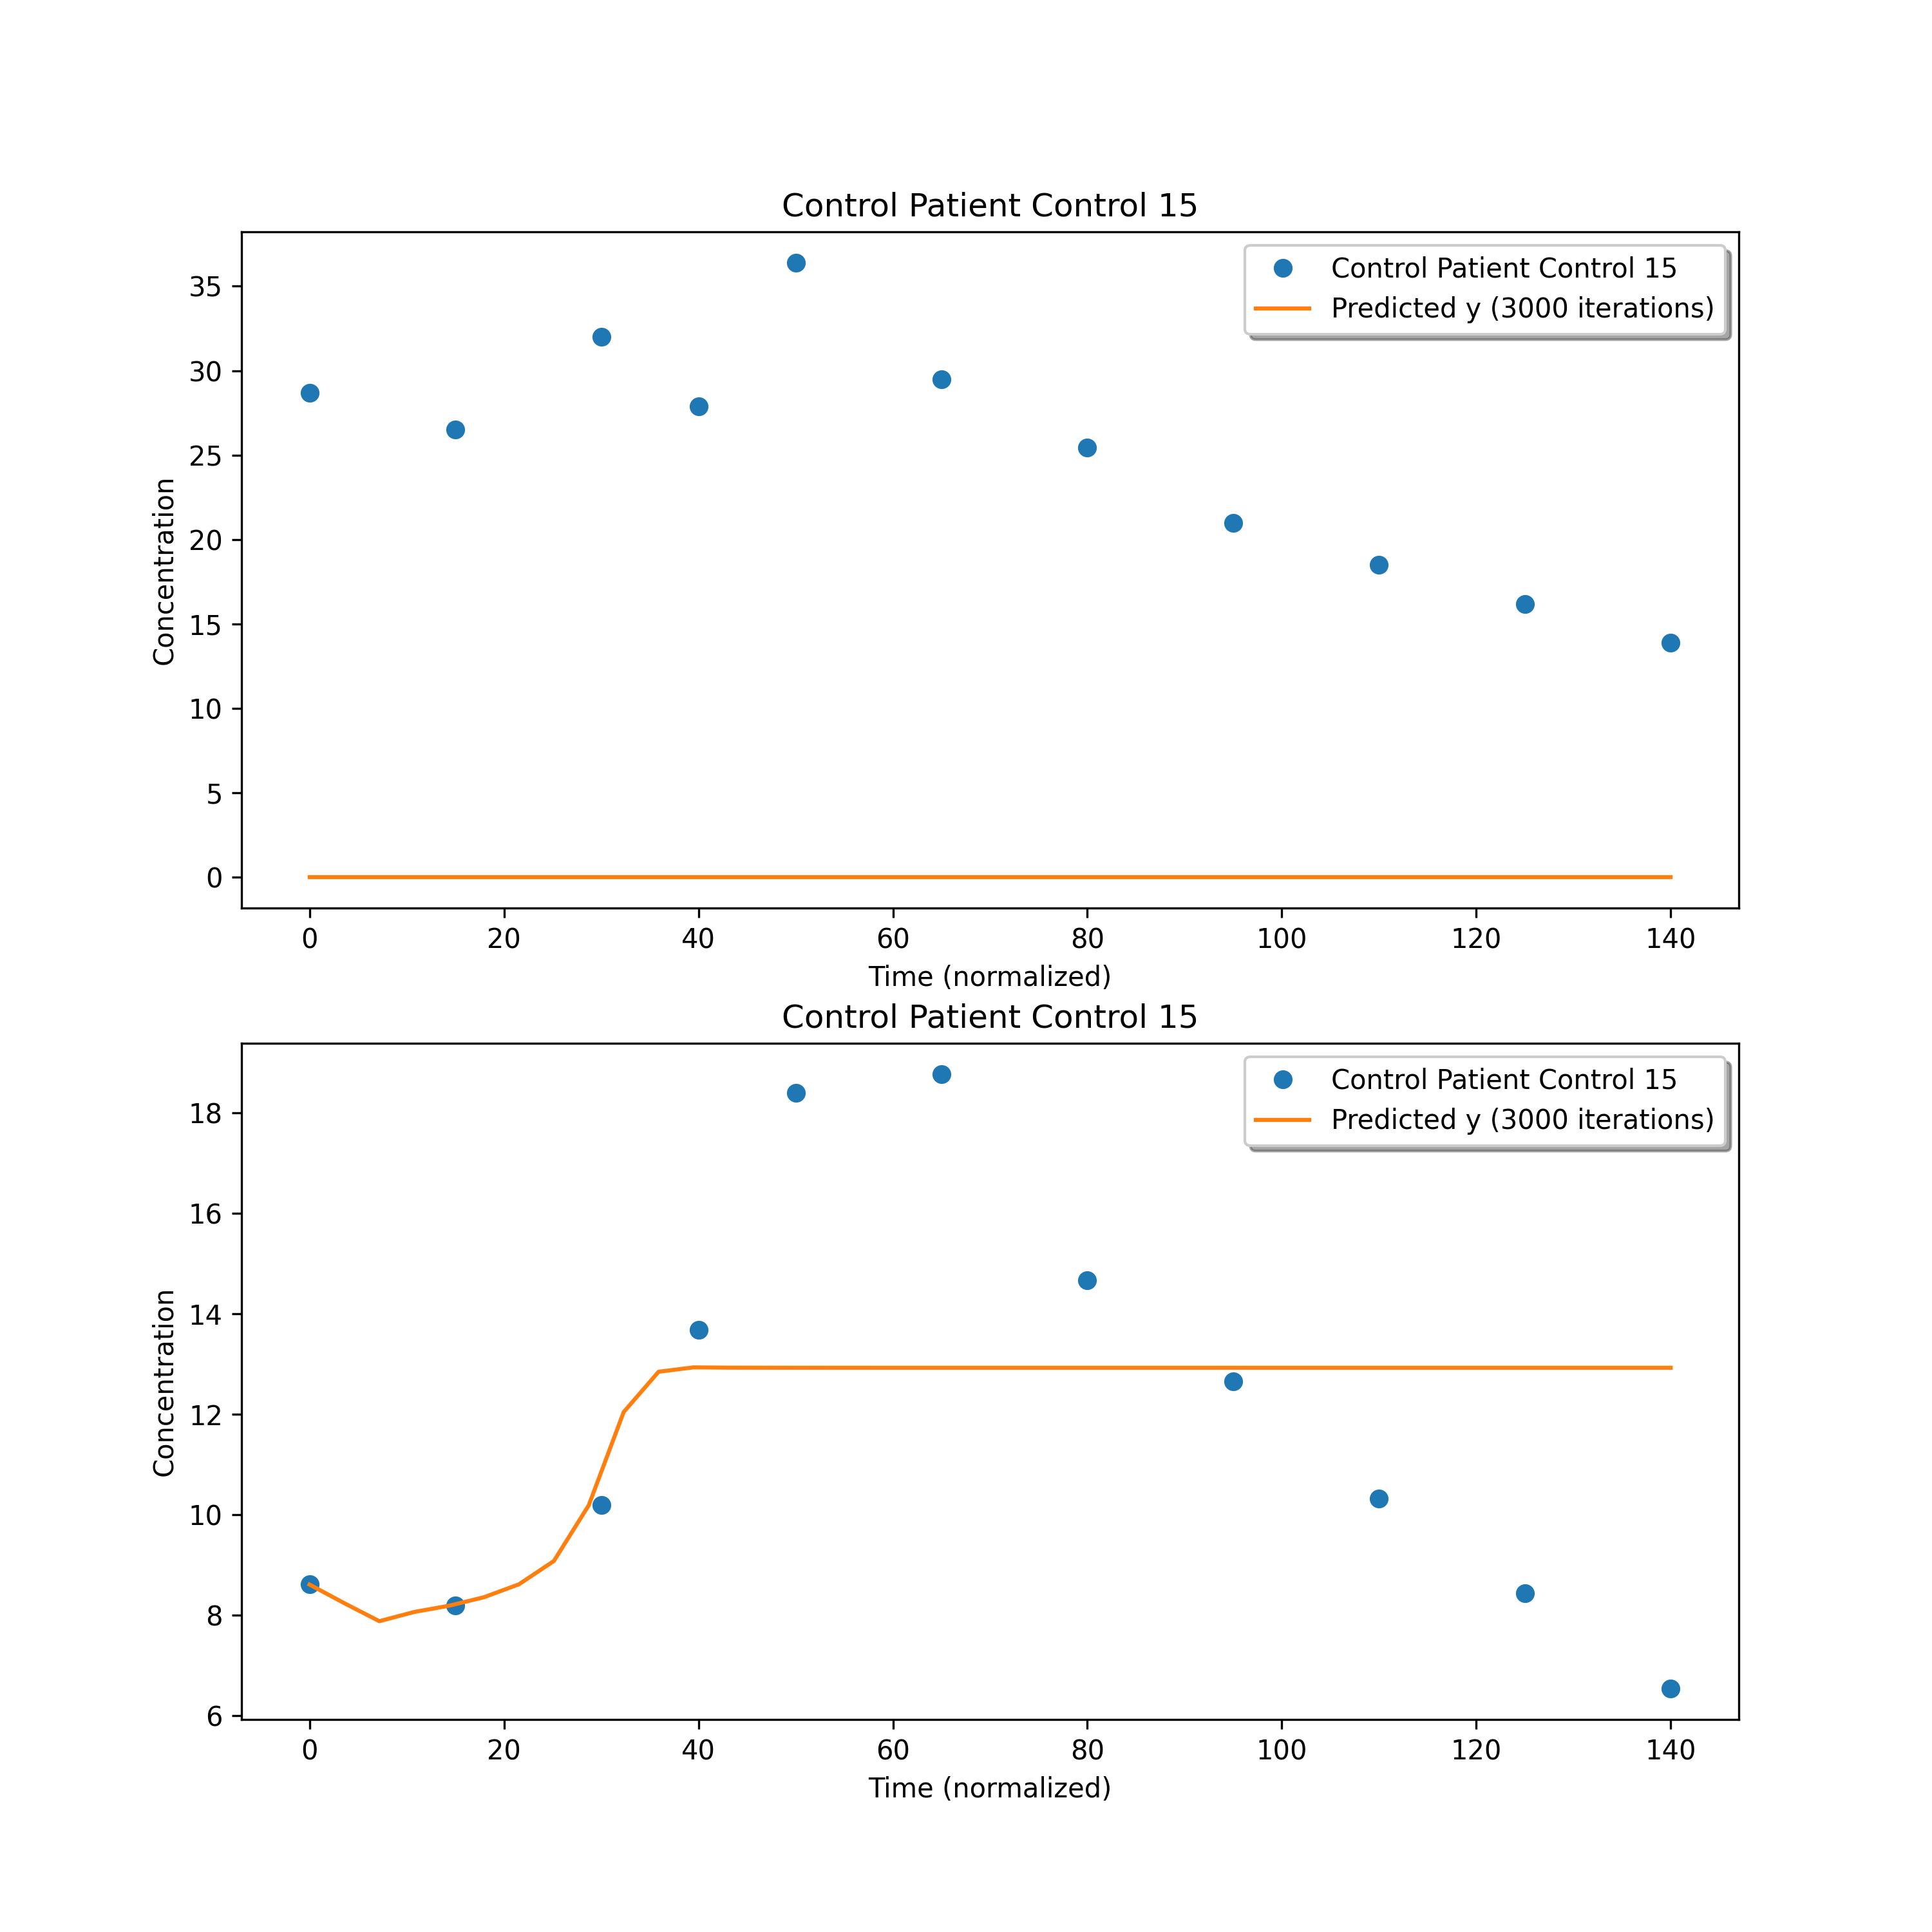 Control Patient Control 15
Control Patient Control 15
Predicted y (3000 iterations)
35
30
25
20
15
10
5
0
Concentration
0 20 40 60 80 100 120 140
Time (normalized)
Control Patient Control 15
Control Patient Control 15
Predicted y (3000 iterations)
18
16
14
12
10
8
6
Concentration
0 20 40 60 80 100 120 140
Time (normalized)